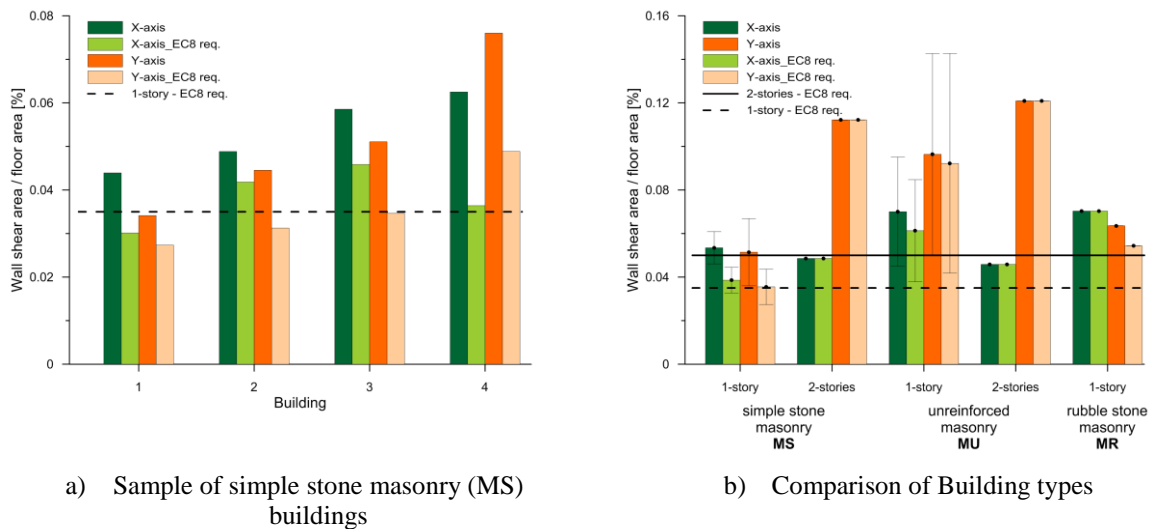 0.08
0.06
0.04
0.02
0
Wall shear area / floor area [%]
X-axis
X-axis_EC8 req.
Y-axis
Y-axis_EC8 req.
1-story - EC8 req.
1 2 3 4
Building
a) Sample of simple stone masonry (MS)
buildings
0.16
0.12
0.08
0.04
0
Wall shear area / floor area [%]
X-axis
Y-axis
X-axis_EC8 req.
Y-axis_EC8 req.
2-stories - EC8 req.
1-story - EC8 req.
1-story 2-stories 1-story 2-stories 1-story
simple stone unreinforced rubble stone
masonry masonry masonry
MS MU MR
b) Comparison of Building types